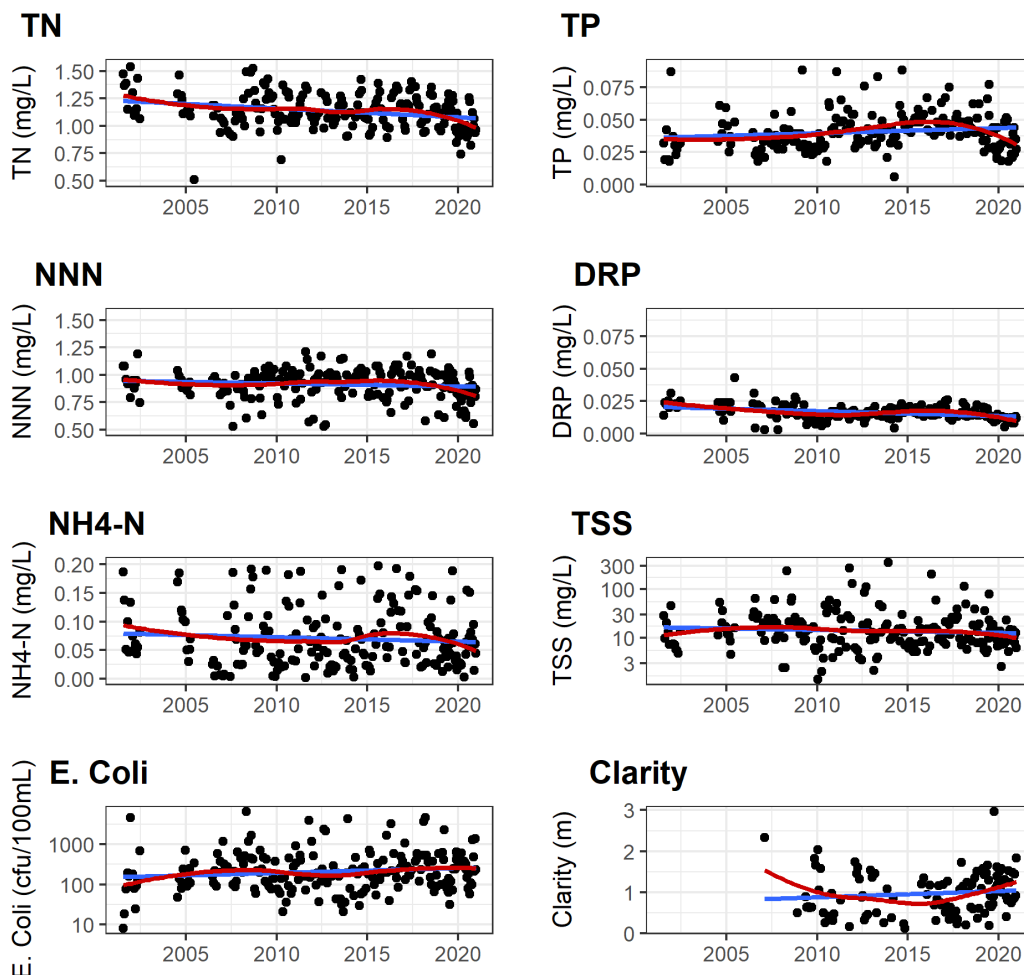 TN
TN (mg/L)
1.50
1.25
1.00
0.75
0.50
2005 2010 2015 2020
TP
TP (mg/L)
0.075
0.050
0.025
0.000
2005 2010 2015 2020
NNN
NNN (mg/L)
1.50
1.25
1.00
0.75
0.50
2005 2010 2015 2020
DRP
DRP (mg/L)
0.075
0.050
0.025
0.000
2005 2010 2015 2020
NH4-N
NH4-N (mg/L)
0.20
0.15
0.10
0.05
0.00
2005 2010 2015 2020
TSS
TSS (mg/L)
300
100
30
10
3
2005 2010 2015 2020
E. Coli
E. Coli (cfu/100mL)
1000
100
10
2005 2010 2015 2020
Clarity
Clarity (m)
3
2
1
0
2005 2010 2015 2020